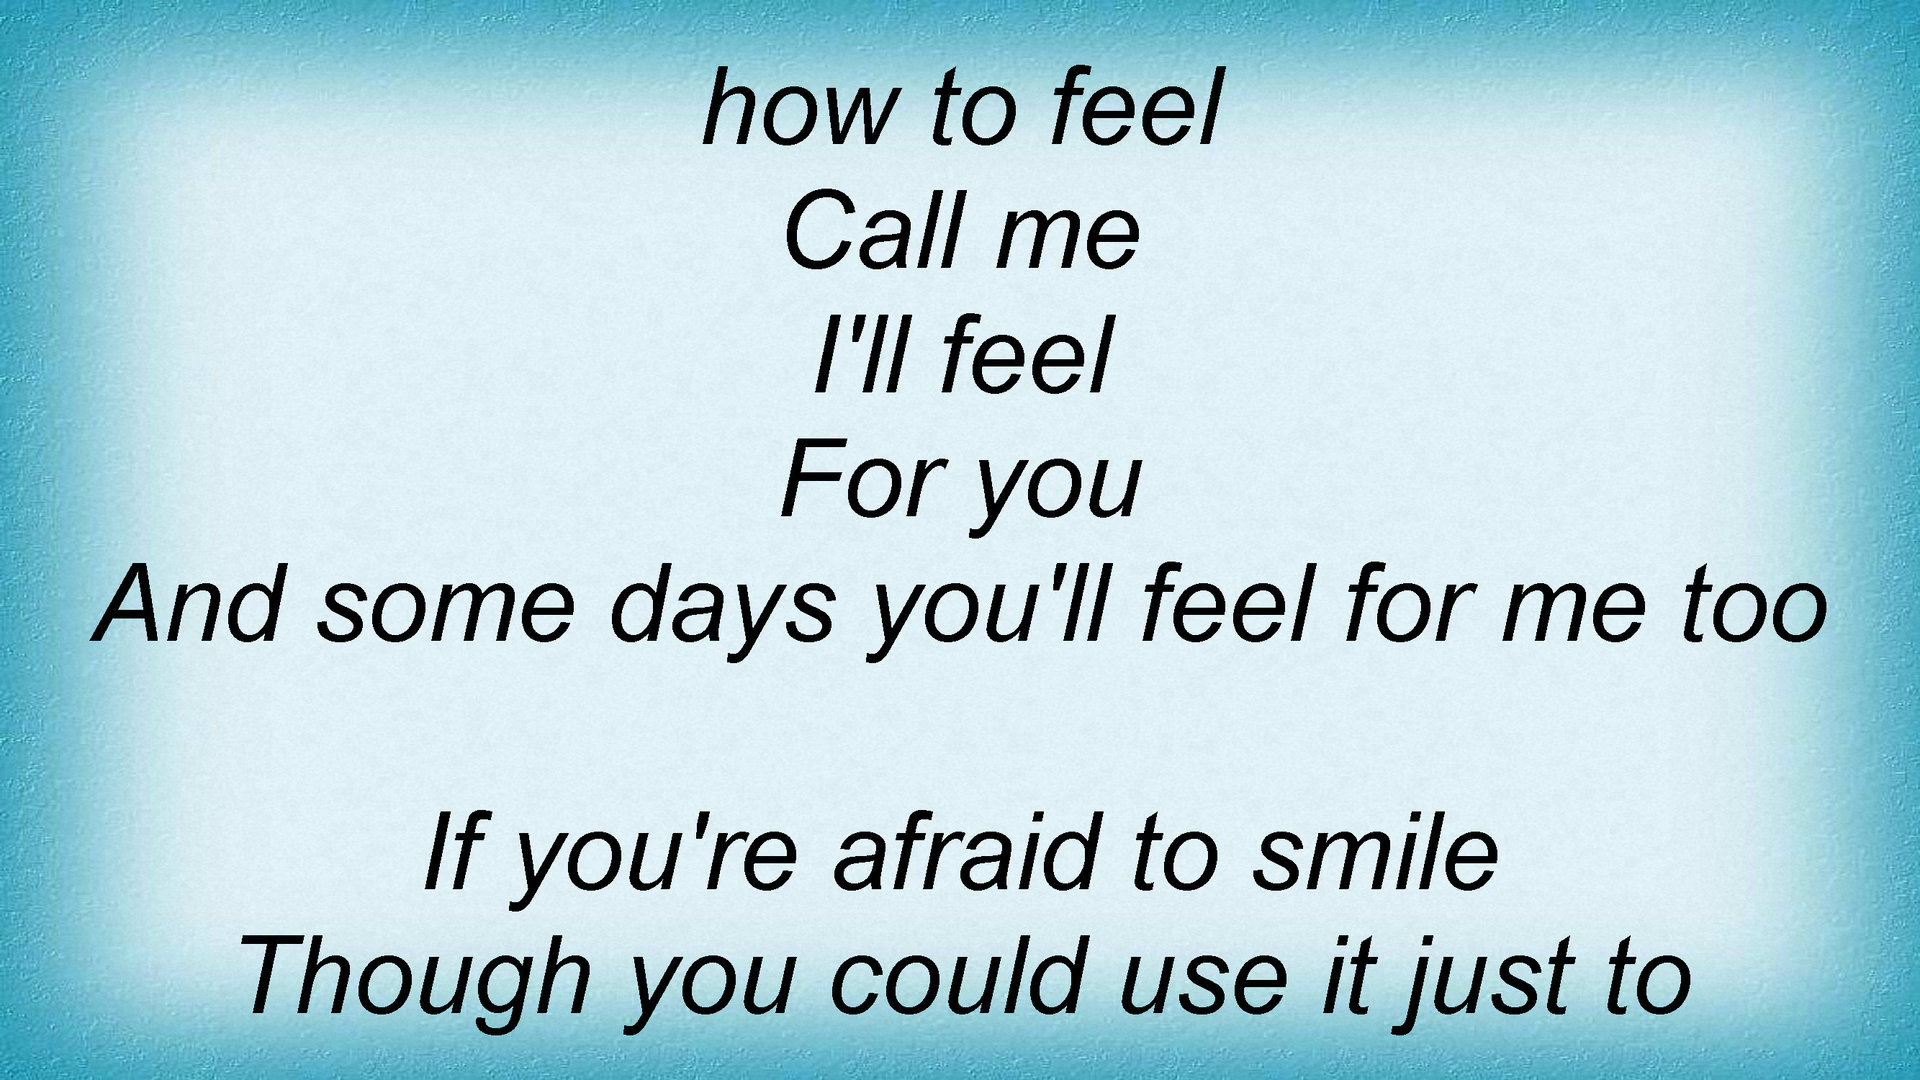 how to feel
Call me
I'll feel
For you
And some days you'll feel for me too
If you're afraid to smile
Though you could use it just to